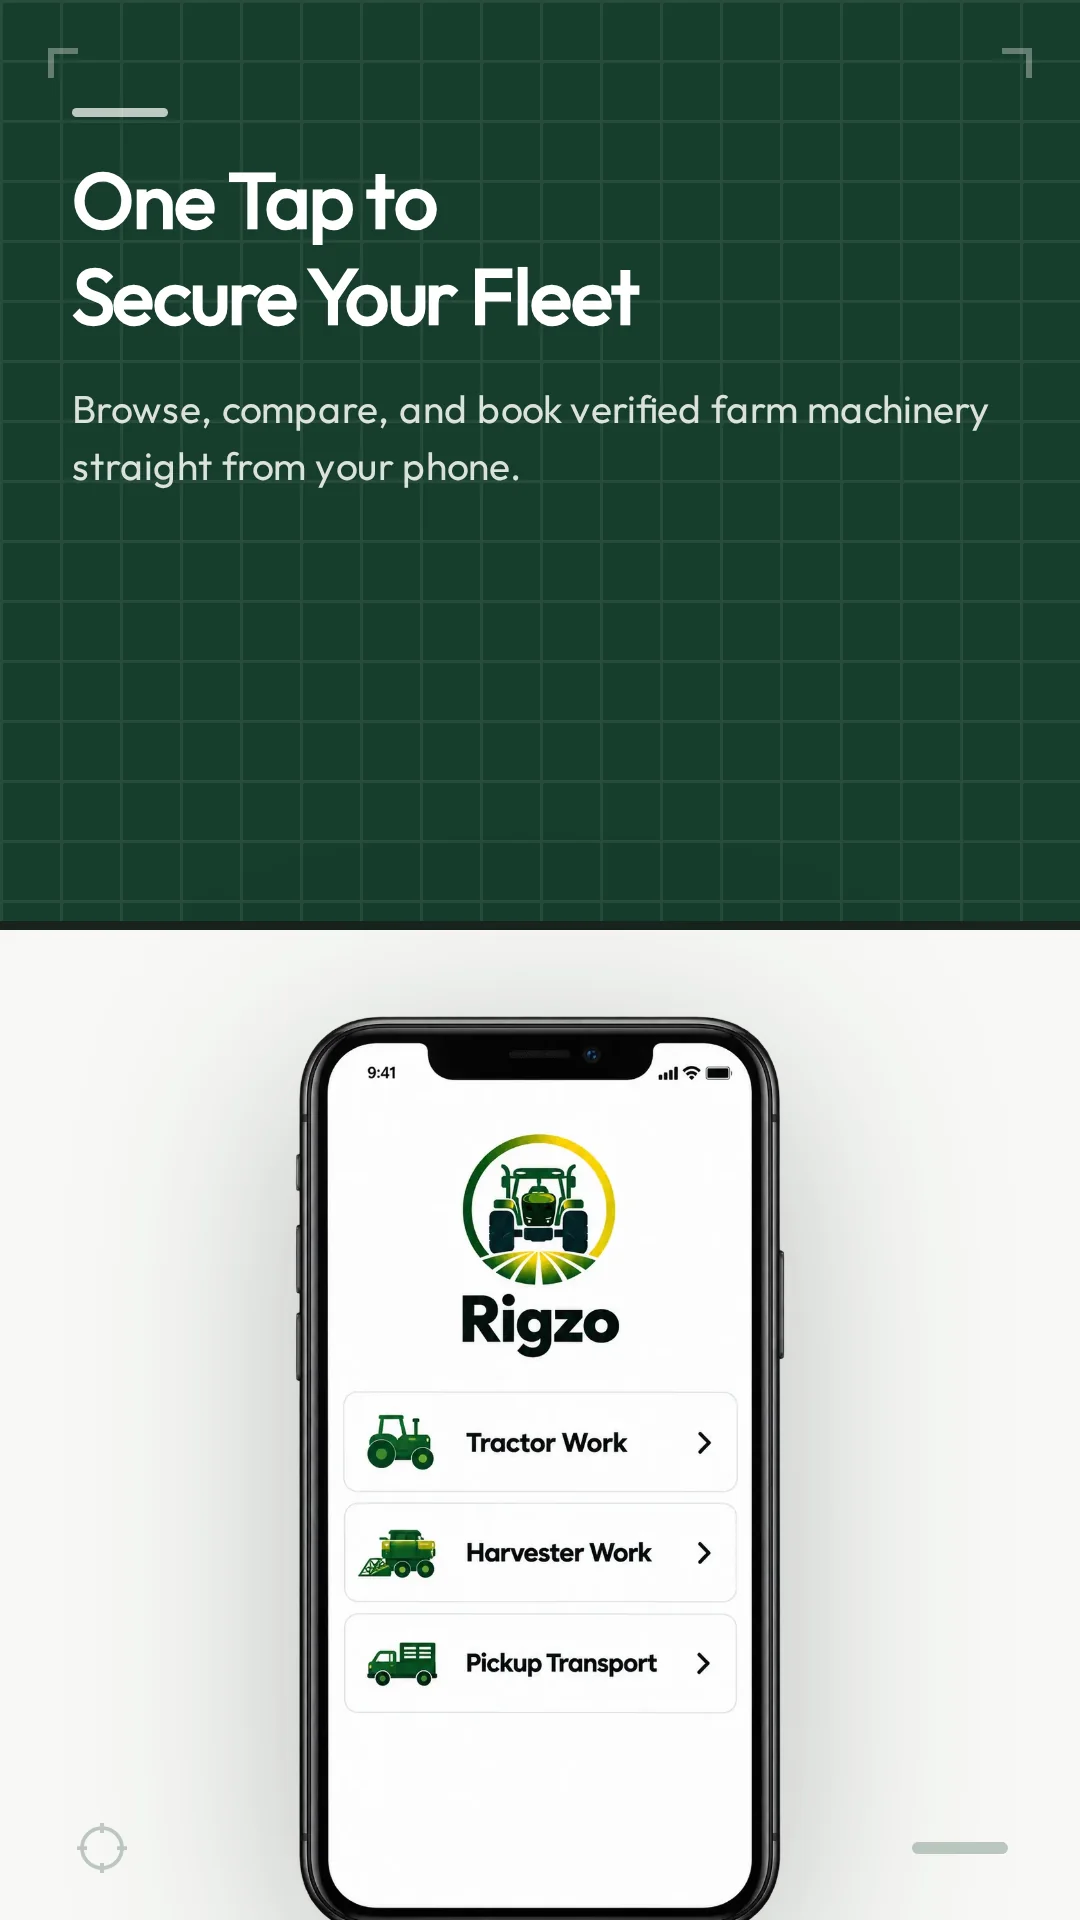 One Tap to
Secure Your Fleet
Browse, compare, and book verified farm machinery
straight from your phone.
9:41
Rigzo
Tractor Work
Harvester Work
Pickup Transport